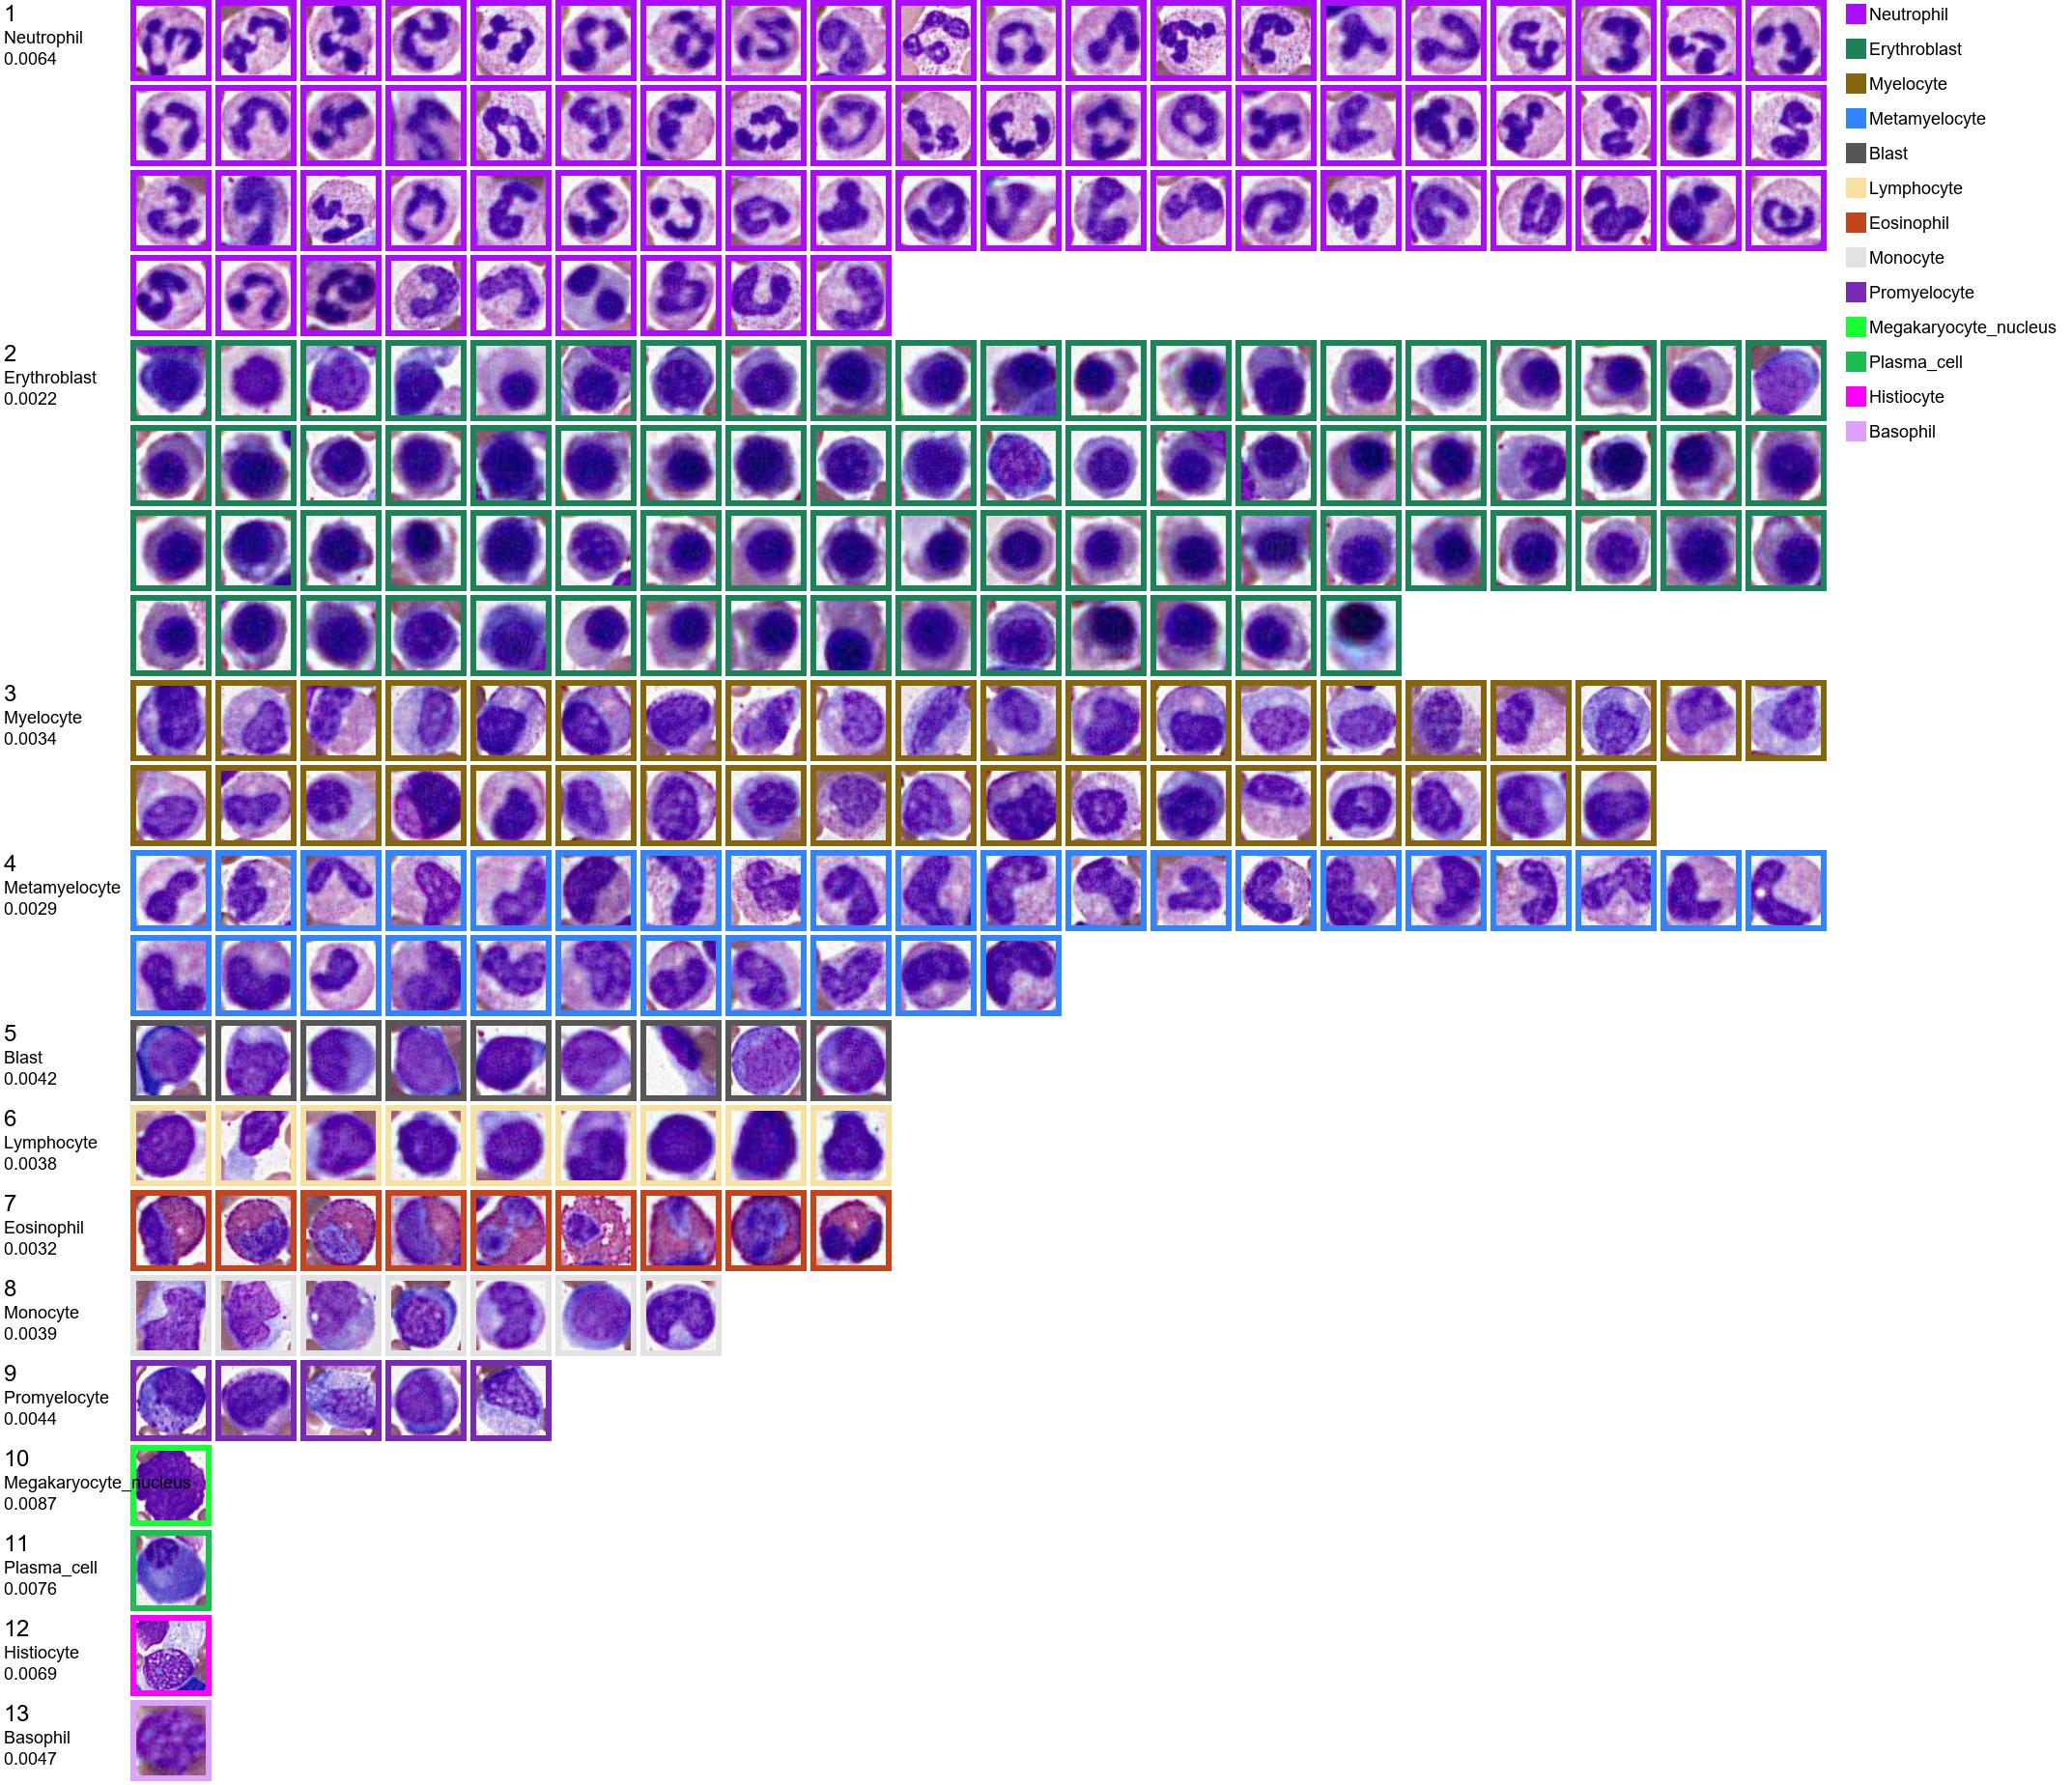 1
Neutrophil
0.0064
2
Erythroblast
0.0022
3
Myelocyte
0.0034
4
Metamyelocyte
0.0029
5
Blast
0.0042
6
Lymphocyte
0.0038
7
Eosinophil
0.0032
8
Monocyte
0.0039
9
Promyelocyte
0.0044
10
Megakaryocyte_nucleus
0.0087
11
Plasma_cell
0.0076
12
Histiocyte
0.0069
13
Basophil
0.0047
Neutrophil
Erythroblast
Myelocyte
Metamyelocyte
Blast
Lymphocyte
Eosinophil
Monocyte
Promyelocyte
Megakaryocyte_nucleus
Plasma_cell
Histiocyte
Basophil